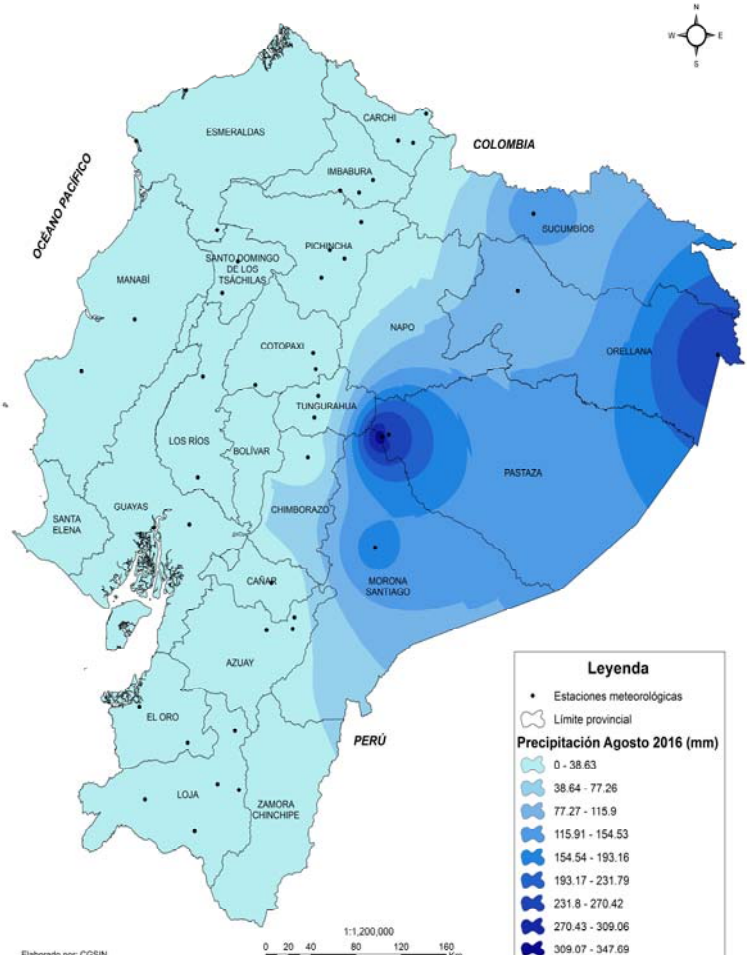 N
W E
S
COLOMBIA
OCÉANO PACÍFICO
ESMERALDAS
CARCHI
IMBABURA
SUCUMBÍOS
PICHINCHA
SANTO DOMINGO
DE LOS
TSÁCHILAS
MANABÍ
NAPO
COTOPAXI
ORELLANA
TUNGURAHUA
LOS RÍOS
BOLÍVAR
PASTAZA
CHIMBORAZO
GUAYAS
SANTA
ELENA
CAÑAR
MORONA
SANTIAGO
AZUAY
EL ORO
PERÚ
LOJA
ZAMORA
CHINCHIPE
Leyenda
Estaciones meteorológicas
Límite provincial
Precipitación Agosto 2016 (mm)
0 - 38.63
38.64 - 77.26
77.27 - 115.9
115.91 - 154.53
154.54 - 193.16
193.17 - 231.79
231.8 - 270.42
270.43 - 309.06
309.07 - 347.69
1:1,200,000
0 20 40 80 120 160
Km
Elaborado por: CGSIN